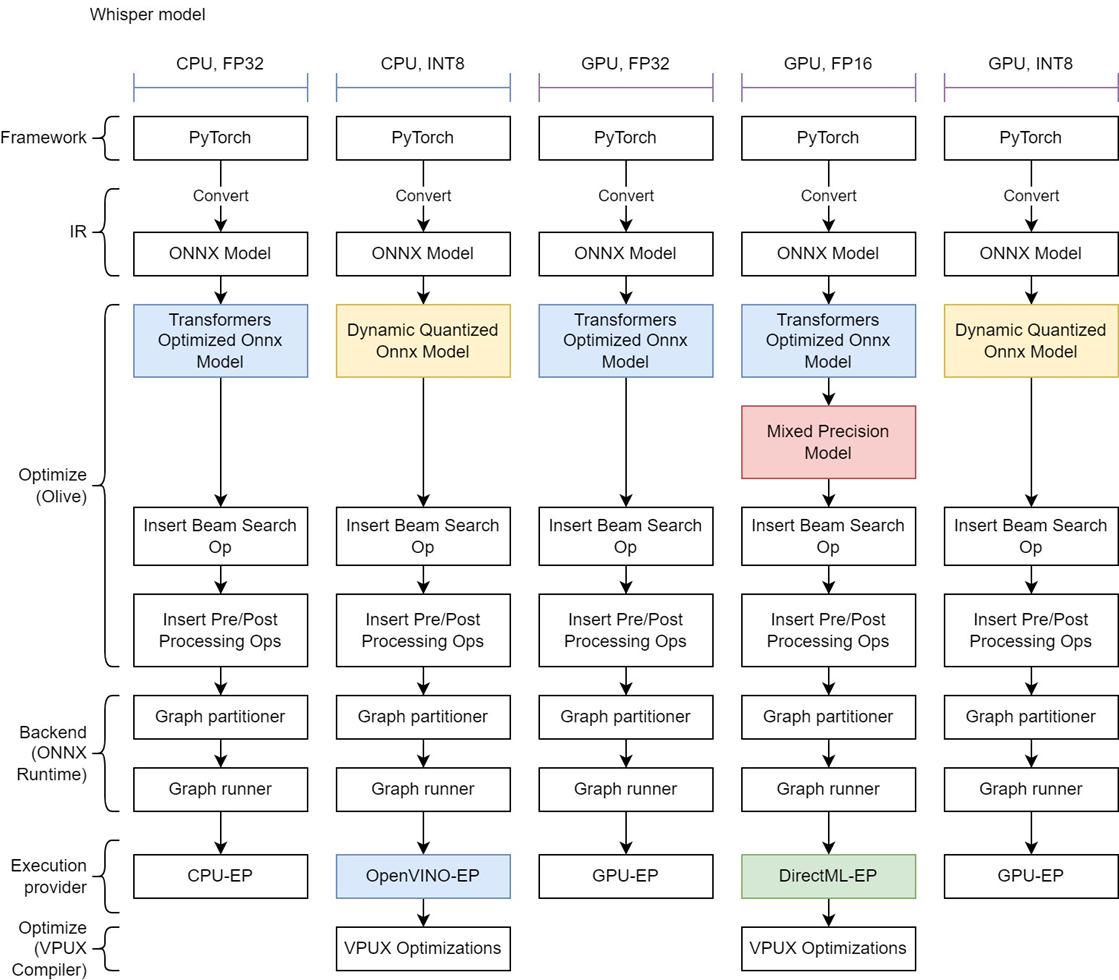 Whisper model
CPU, FP32
CPU, INT8
GPU, FP32
GPU, FP16
GPU, INT8
Framework
PyTorch
PyTorch
PyTorch
PyTorch
PyTorch
Convert
Convert
Convert
Convert
Convert
IR
ONNX Model
ONNX Model
ONNX Model
ONNX Model
ONNX Model
Transformers
Optimized Onnx
Model
Dynamic Quantized
Onnx Model
Transformers
Optimized Onnx
Model
Transformers
Optimized Onnx
Model
Dynamic Quantized
Onnx Model
Mixed Precision
Model
Optimize
(Olive)
Insert Beam Search
Op
Insert Beam Search
Op
Insert Beam Search
Op
Insert Beam Search
Op
Insert Beam Search
Op
Insert Pre/Post
Processing Ops
Insert Pre/Post
Processing Ops
Insert Pre/Post
Processing Ops
Insert Pre/Post
Processing Ops
Insert Pre/Post
Processing Ops
Backend
(ONNX
Runtime)
Graph partitioner
Graph partitioner
Graph partitioner
Graph partitioner
Graph partitioner
Graph runner
Graph runner
Graph runner
Graph runner
Graph runner
Execution
provider
CPU-EP
OpenVINO-EP
GPU-EP
DirectML-EP
GPU-EP
Optimize
(VPUX
Compiler)
VPUX Optimizations
VPUX Optimizations